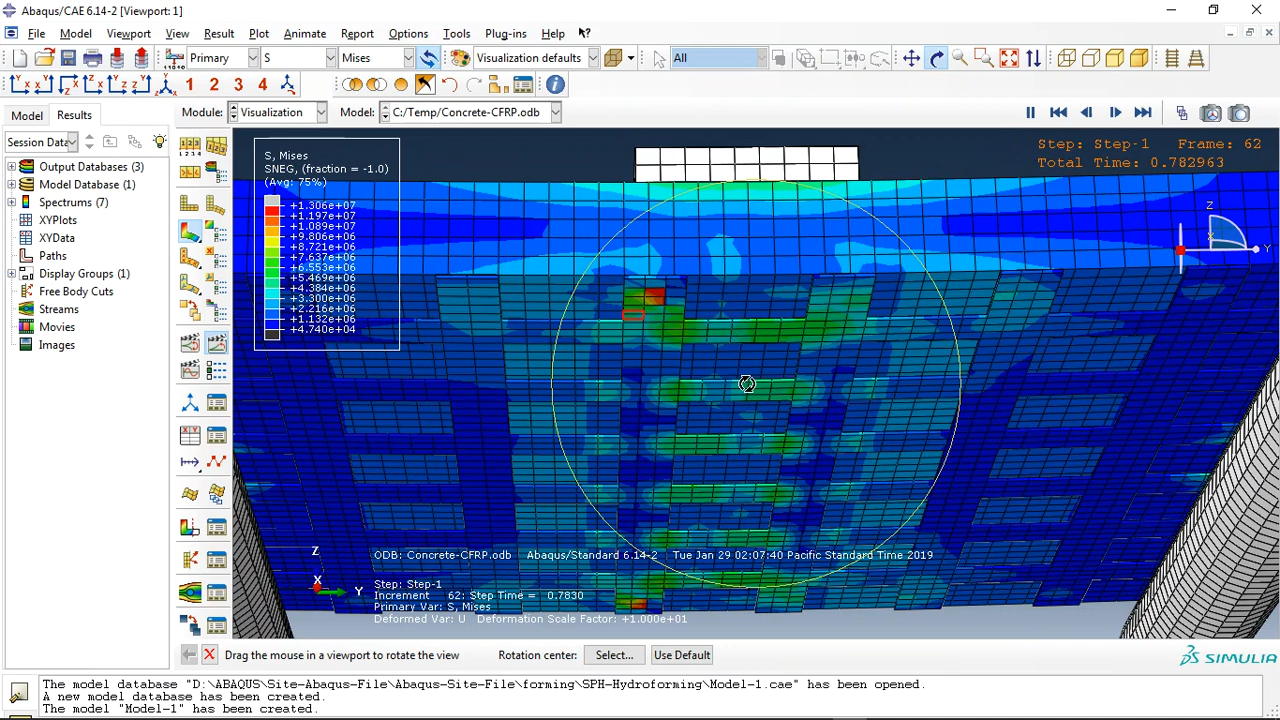 Abaqus/CAE 6.14-2 [Viewport: 1]
File Model Viewport View Result Plot Animate Report Options Tools Plug-ins Help
Primary S Mises Visualization defaults All
1 2 3 4
Model Results Module: Visualization Model: C:/Temp/Concrete-CFRP.odb
Session Data
Output Databases (3)
Model Database (1)
Spectrums (7)
XYPlots
XYData
Paths
Display Groups (1)
Free Body Cuts
Streams
Movies
Images
S, Mises
SNEG, (fraction = -1.0)
(Avg: 75%)
+1.306e+07
+1.197e+07
+1.089e+07
+9.806e+06
+8.721e+06
+7.637e+06
+6.553e+06
+5.469e+06
+4.384e+06
+3.300e+06
+2.216e+06
+1.132e+06
+4.740e+04
Step: Step-1 Frame: 62
Total Time: 0.782963
Z
X
Y
Z
X
Y
ODB: Concrete-CFRP.odb Abaqus/Standard 6.14-2 Tue Jan 29 02:07:40 Pacific Standard Time 2019
Step: Step-1
Increment 62: Step Time = 0.7830
Primary Var: S, Mises
Deformed Var: U Deformation Scale Factor: +1.000e+01
Drag the mouse in a viewport to rotate the view Rotation center: Select... Use Default
SIMULIA
The model database "D:\ABAQUS\Site-Abaqus-File\Abaqus-Site-File\forming\SPH-Hydroforming\Model-1.cae" has been opened.
A new model database has been created.
The model "Model-1" has been created.